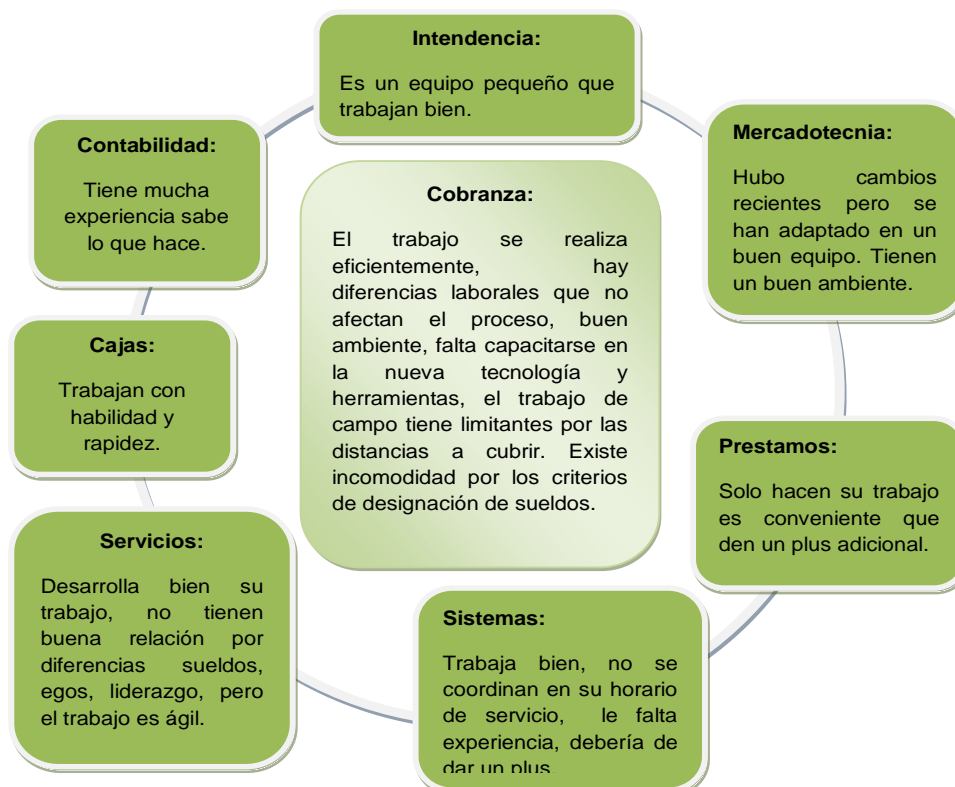 Intendencia:
Es un equipo pequeño que
trabajan bien.
Mercadotecnia:
Hubo cambios
recientes pero se
han adaptado en un
buen equipo. Tienen
un buen ambiente.
Prestamos:
Solo hacen su trabajo
es conveniente que
den un plus adicional.
Sistemas:
Trabaja bien, no se
coordinan en su horario
de servicio, le falta
experiencia, debería de
dar un plus.
Servicios:
Desarrolla bien su
trabajo, no tienen
buena relación por
diferencias sueldos,
egos, liderazgo, pero
el trabajo es ágil.
Cajas:
Trabajan con
habilidad y
rapidez.
Contabilidad:
Tiene mucha
experiencia sabe
lo que hace.
Cobranza:
El trabajo se realiza
eficientemente, hay
diferencias laborales que no
afectan el proceso, buen
ambiente, falta capacitarse en
la nueva tecnología y
herramientas, el trabajo de
campo tiene limitantes por las
distancias a cubrir. Existe
incomodidad por los criterios
de designación de sueldos.